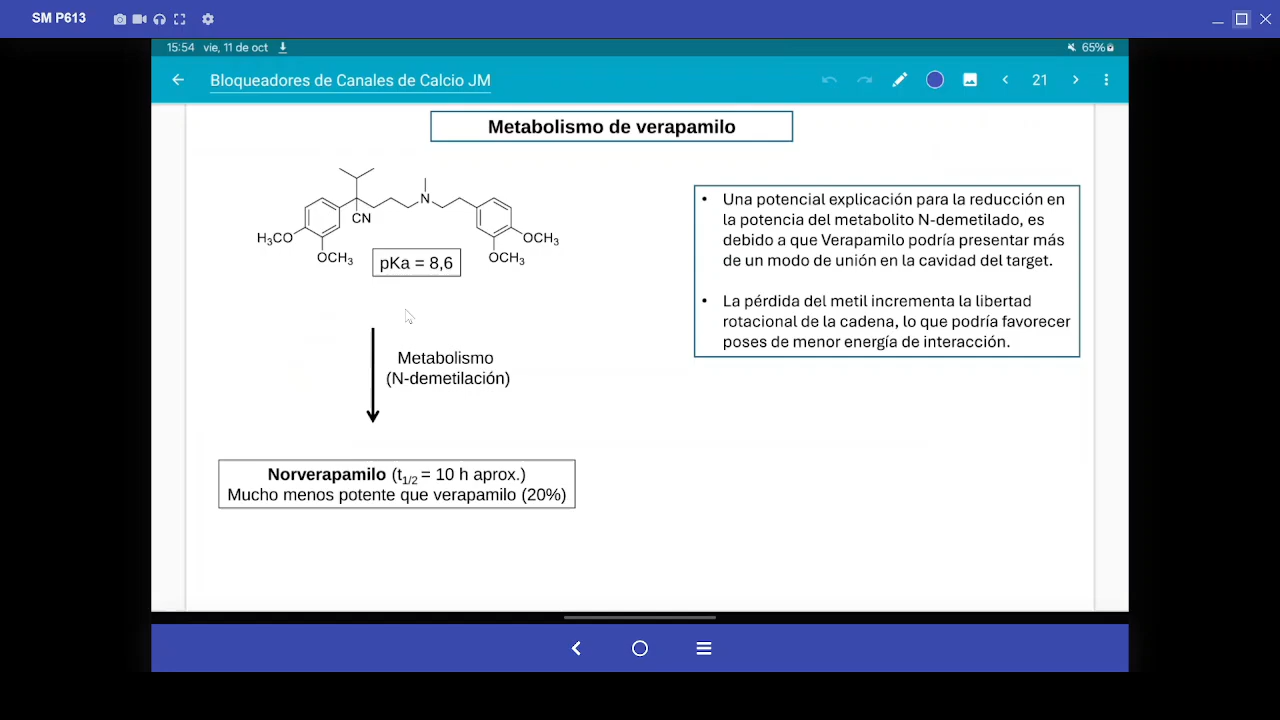 SM P613
15:54 vie, 11 de oct
65%
Bloqueadores de Canales de Calcio JM
21
Metabolismo de verapamilo
CN
N
H₃CO
OCH₃
OCH₃
OCH₃
pKa = 8,6
• Una potencial explicación para la reducción en
la potencia del metabolito N-demetilado, es
debido a que Verapamilo podría presentar más
de un modo de unión en la cavidad del target.
• La pérdida del metil incrementa la libertad
rotacional de la cadena, lo que podría favorecer
poses de menor energía de interacción.
Metabolismo
(N-demetilación)
Norverapamilo (t1/2 = 10 h aprox.)
Mucho menos potente que verapamilo (20%)